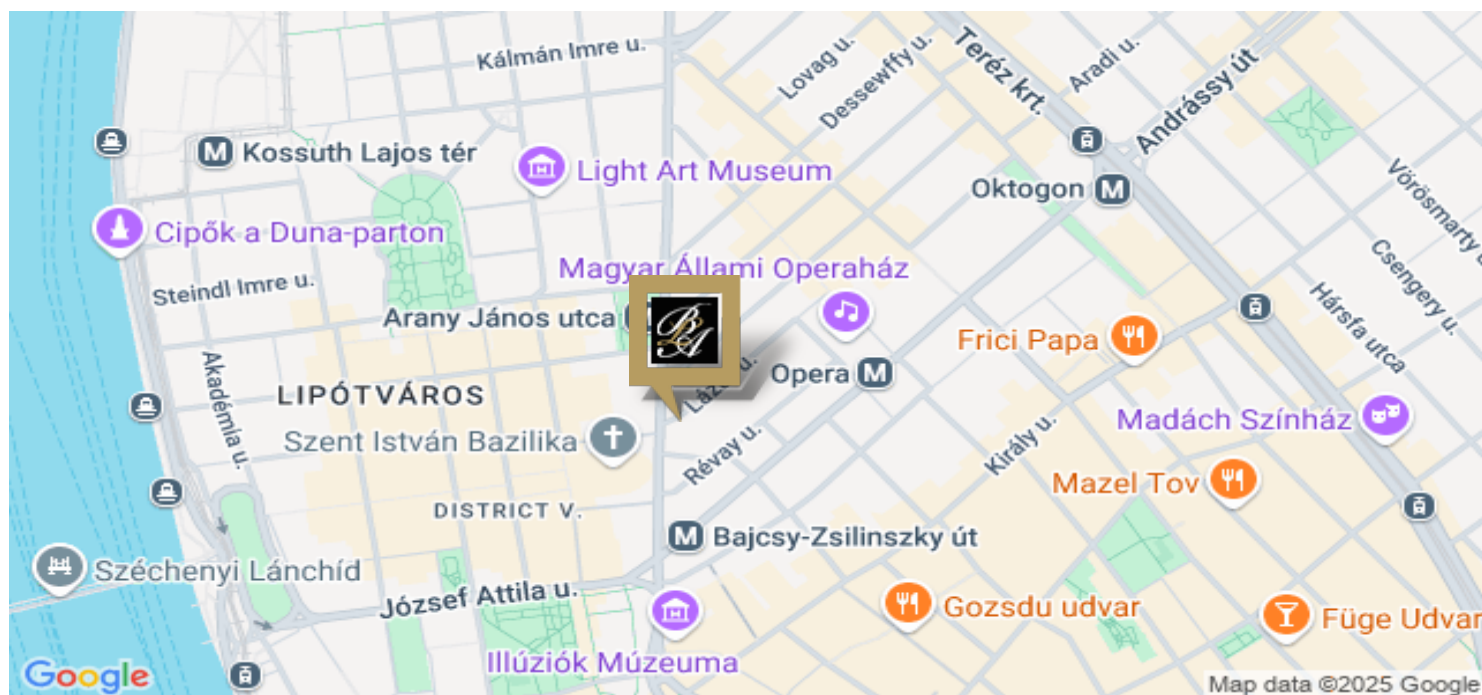 Kálmán Imre u.
Lovag u.
Dessewffy u.
Teréz krt.
Aradi u.
Andrássy út
M Kossuth Lajos tér
Light Art Museum
Oktogon M
Vörösmarty u.
Cipők a Duna-parton
Csengery u.
Magyar Állami Operaház
Steindl Imre u.
Hársfa utca
Arany János utca
B A
Frici Papa
Opera M
Akadémia u.
LIPÓTVÁROS
Madách Színház
Szent István Bazilika
Révay u.
Király u.
Mazel Tov
DISTRICT V.
M Bajcsy-Zsilinszky út
Széchenyi Lánchíd
József Attila u.
Gozsdu udvar
Füge Udvar
Illúziók Múzeuma
Google
Map data ©2025 Google